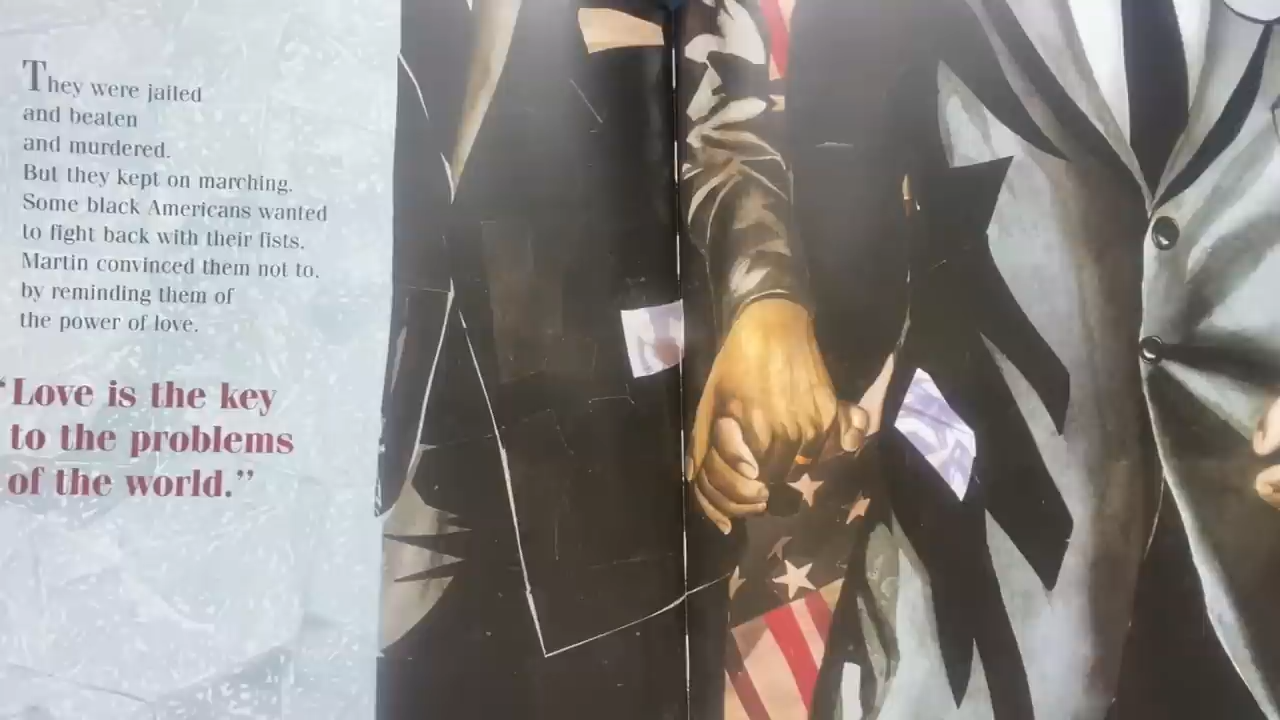 They were jailed
and beaten
and murdered.
But they kept on marching.
Some black Americans wanted
to fight back with their fists.
Martin convinced them not to,
by reminding them of
the power of love.
“Love is the key
to the problems
of the world.”